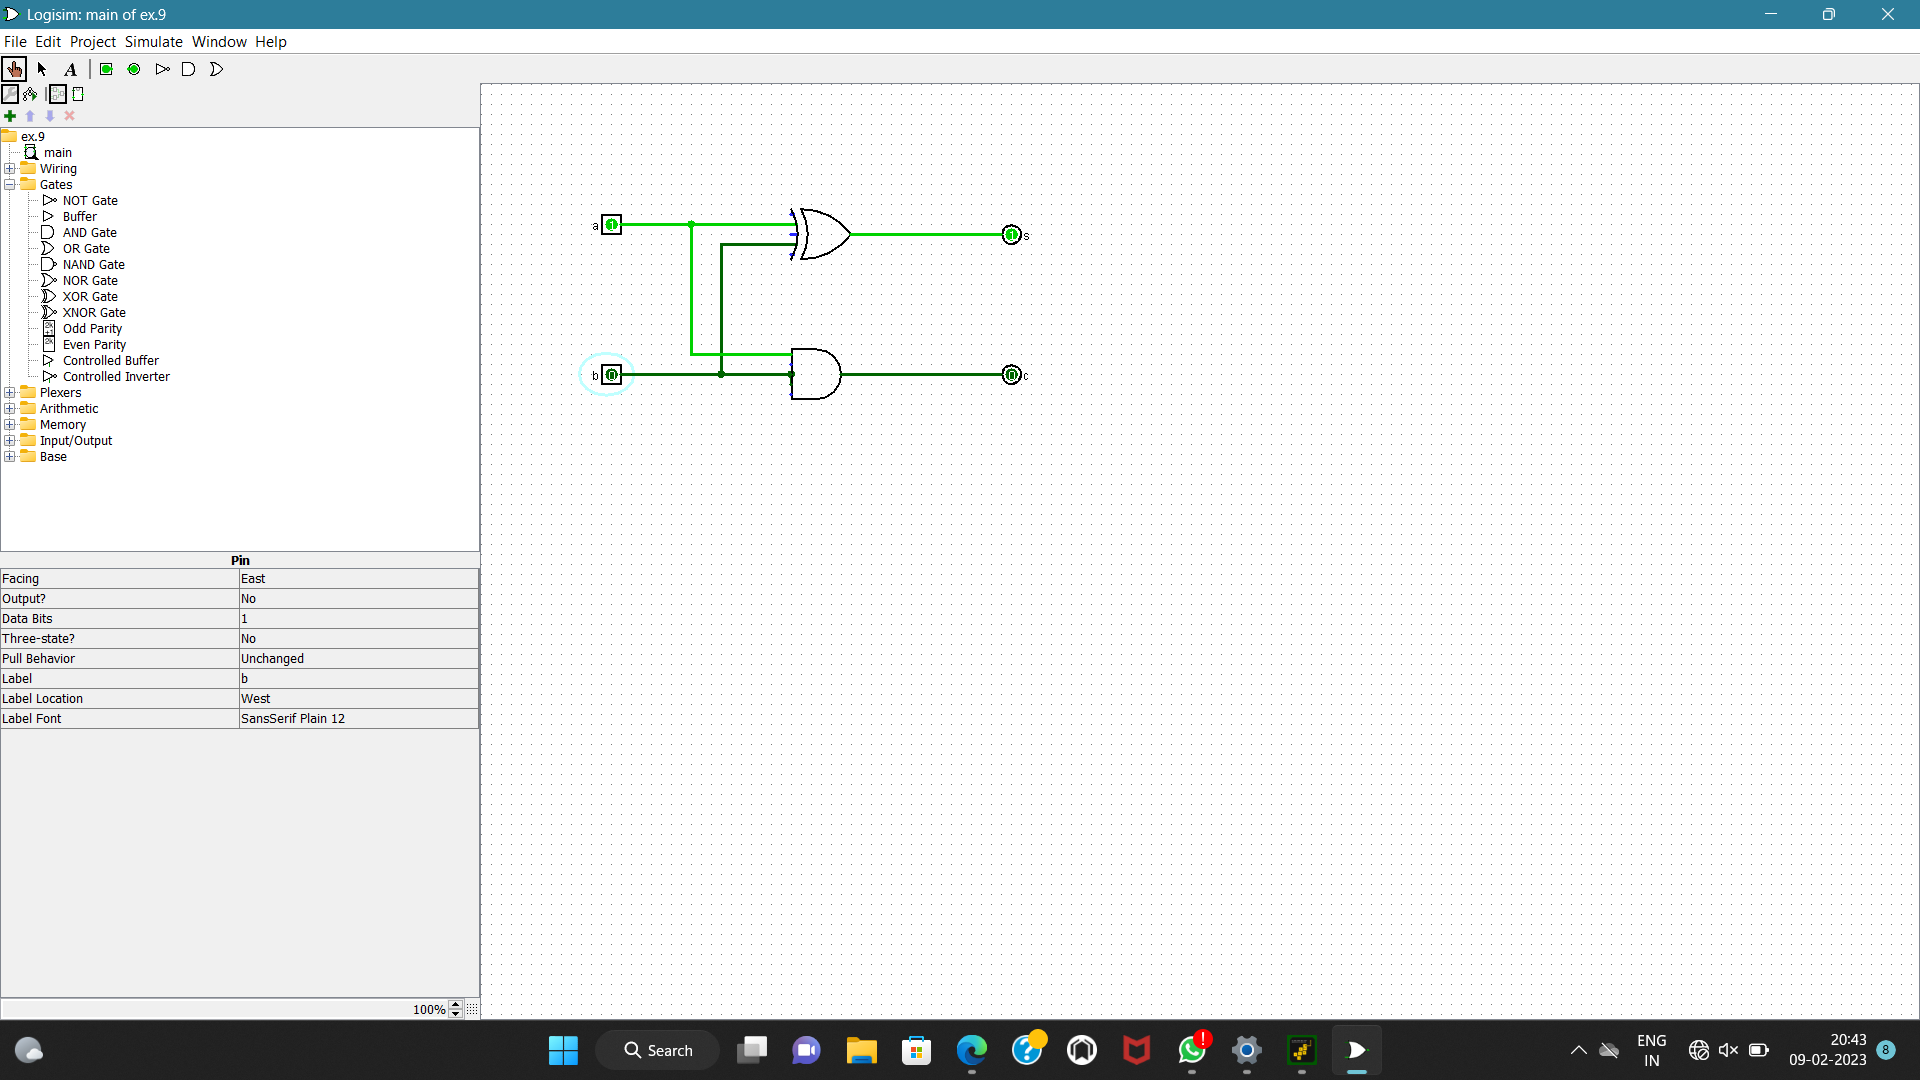 Logisim: main of ex.9
File Edit Project Simulate Window Help
A
ex.9
main
Wiring
Gates
NOT Gate
Buffer
AND Gate
OR Gate
NAND Gate
NOR Gate
XOR Gate
XNOR Gate
Odd Parity
Even Parity
Controlled Buffer
Controlled Inverter
Plexers
Arithmetic
Memory
Input/Output
Base
Pin
Facing East
Output? No
Data Bits 1
Three-state? No
Pull Behavior Unchanged
Label b
Label Location West
Label Font SansSerif Plain 12
100%
a 1
1 s
b 0
0 c
Search
ENG
IN
20:43
09-02-2023
8